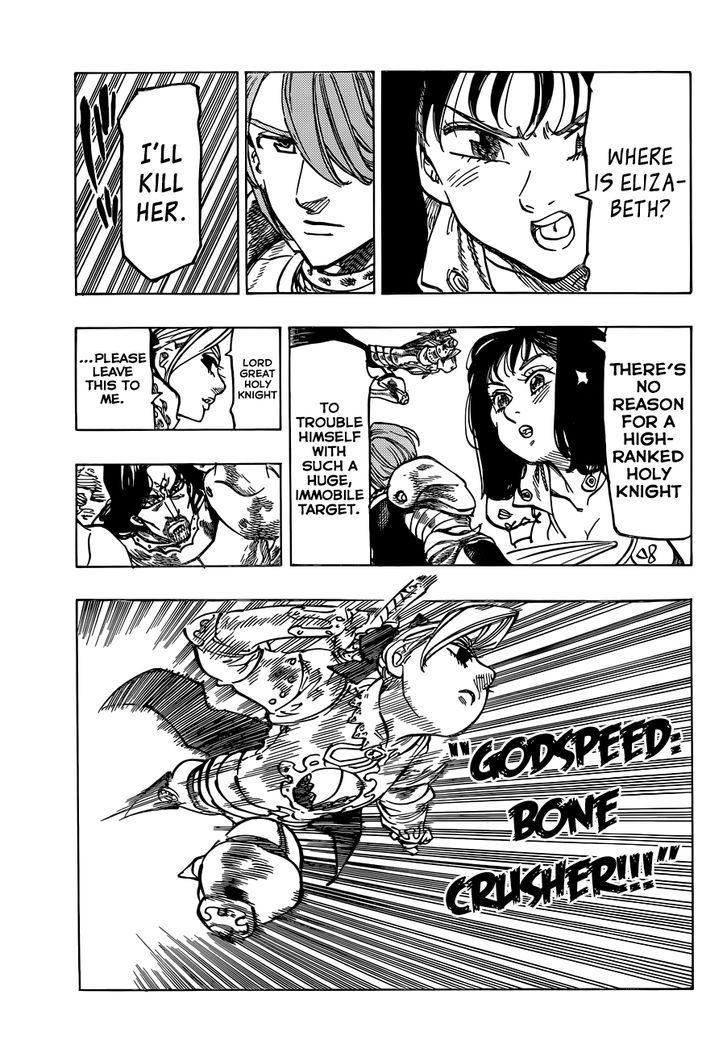 WHERE
IS ELIZA-
BETH?
I'LL
KILL
HER.
THERE'S
NO
REASON
FOR A
HIGH-
RANKED
HOLY
KNIGHT
TO
TROUBLE
HIMSELF
WITH
SUCH A
HUGE,
IMMOBILE
TARGET.
LORD
GREAT
HOLY
KNIGHT
...PLEASE
LEAVE
THIS TO
ME.
"GODSPEED:
BONE
CRUSHER!!!"